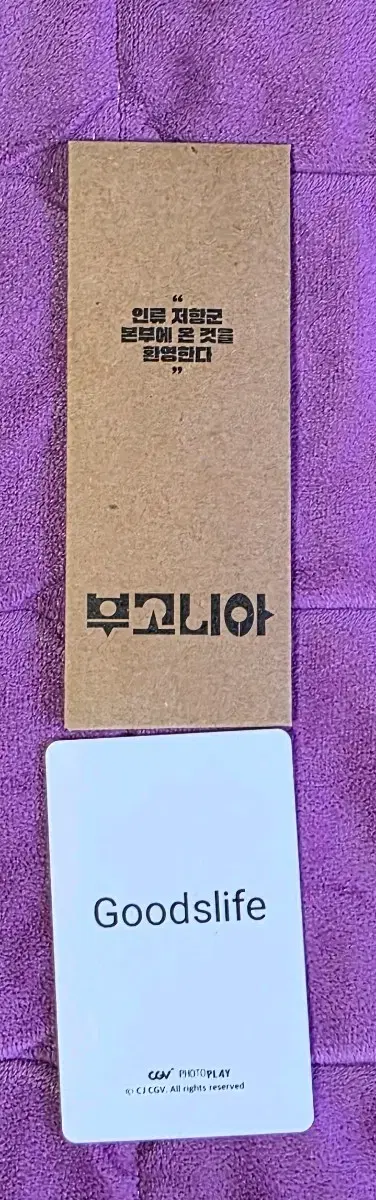 “
인류 저항군
본부에 온 것을
환영한다
”
부고니아
Goodslife
CGV PHOTOPLAY
© CJ CGV. All rights reserved